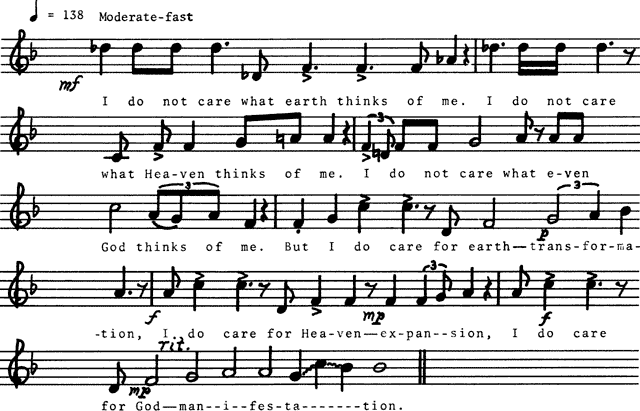 ♩ = 138 Moderate-fast
mf
I do not care what earth thinks of me. I do not care
3
what Hea-ven thinks of me. I do not care what e-ven
3 3
p
God thinks of me. But I do care for earth—trans-for-ma-
3
f mp f
-tion, I do care for Hea-ven—ex-pan--sion, I do care
rit.
mp
for God—man--i--fes-ta-------tion.